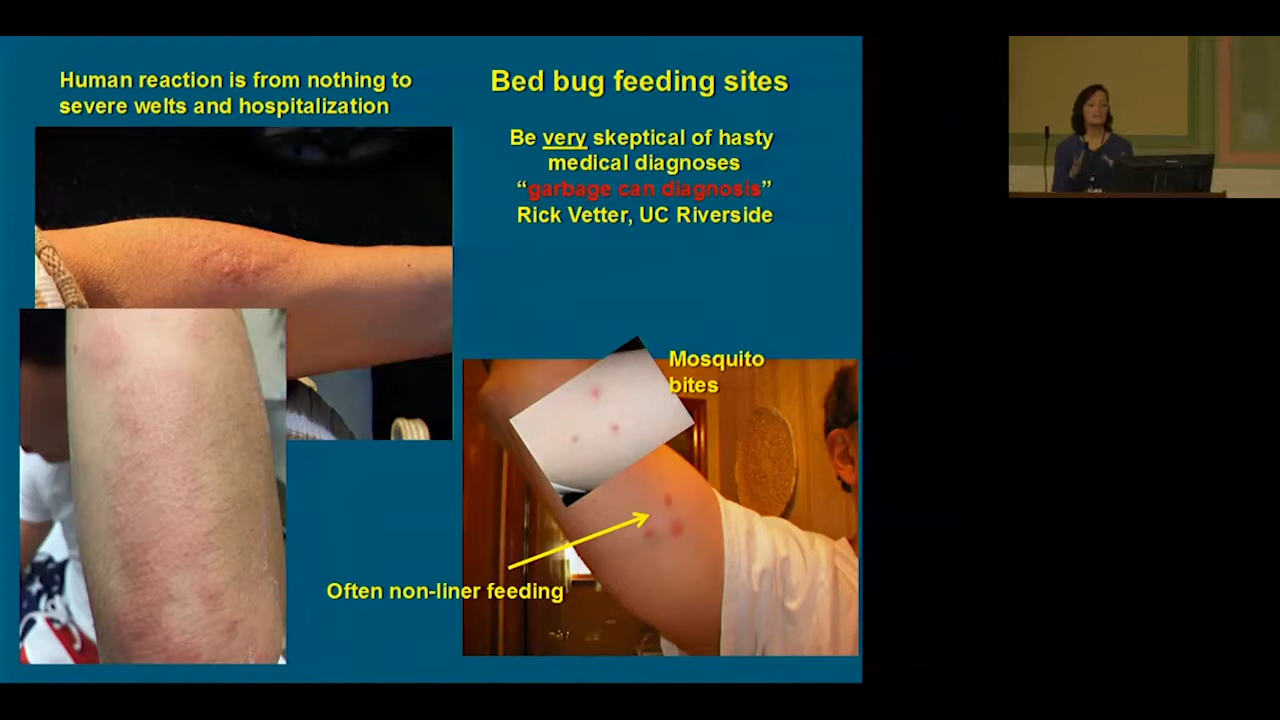 Human reaction is from nothing to
severe welts and hospitalization
Bed bug feeding sites
Be very skeptical of hasty
medical diagnoses
“garbage can diagnosis”
Rick Vetter, UC Riverside
Mosquito
bites
Often non-liner feeding